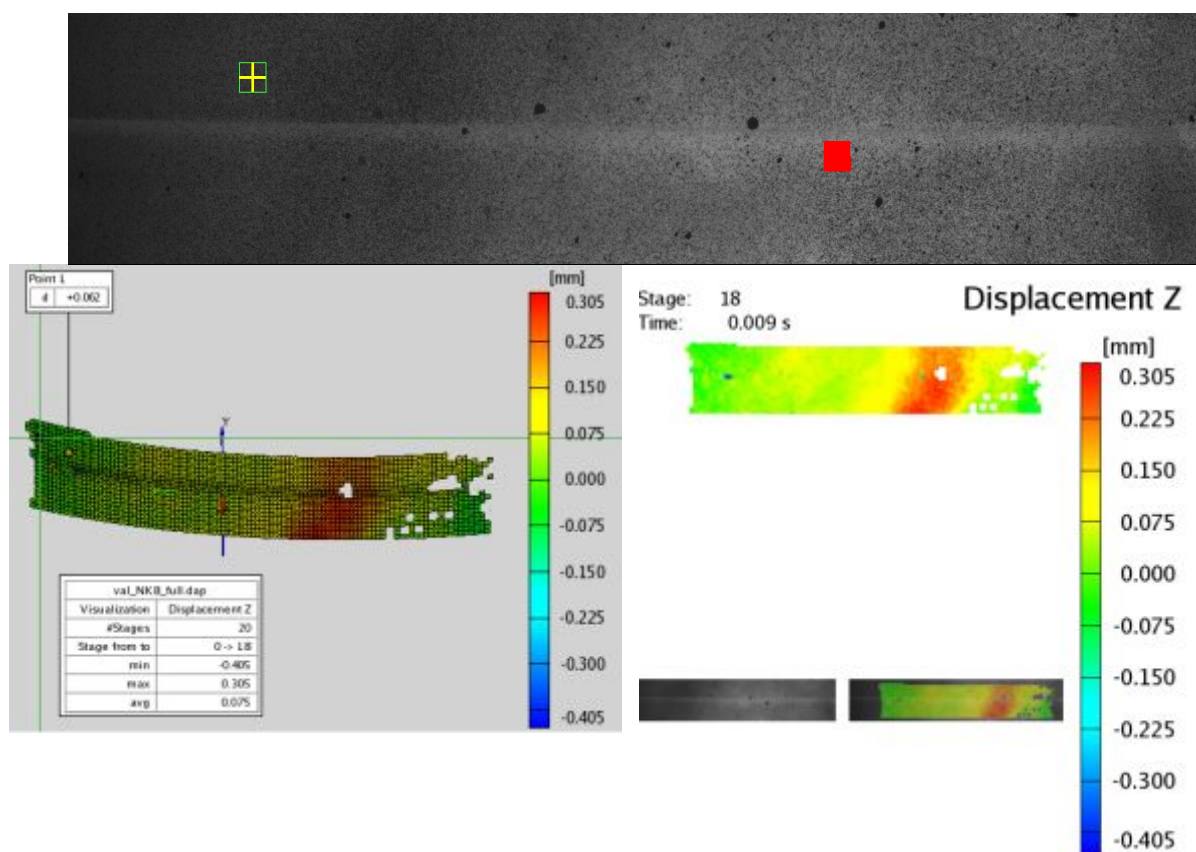 Point 1
d +0.062
[mm]
0.305
0.225
0.150
0.075
0.000
-0.075
-0.150
-0.225
-0.300
-0.405
Y
val_NKB_full.dap
Visualization Displacement Z
#Stages 20
Stage from to 0 -> 18
min -0.405
max 0.305
avg 0.075
Stage: 18
Time: 0.009 s
Displacement Z
[mm]
0.305
0.225
0.150
0.075
0.000
-0.075
-0.150
-0.225
-0.300
-0.405